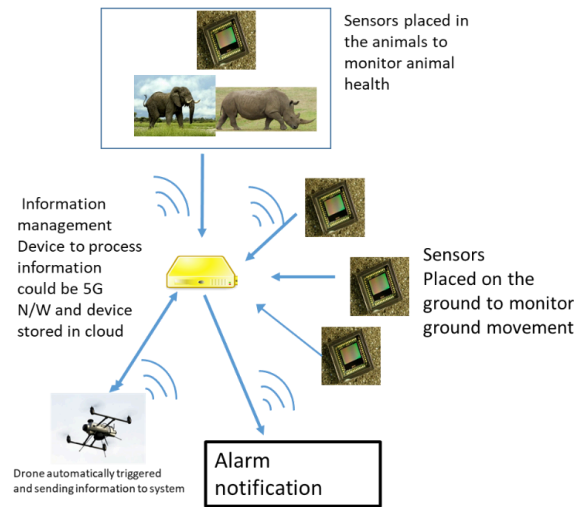 Sensors placed in
the animals to
monitor animal
health
Information
management
Device to process
information
could be 5G
N/W and device
stored in cloud
Sensors
Placed on the
ground to monitor
ground movement
Drone automatically triggered
and sending information to system
Alarm
notification